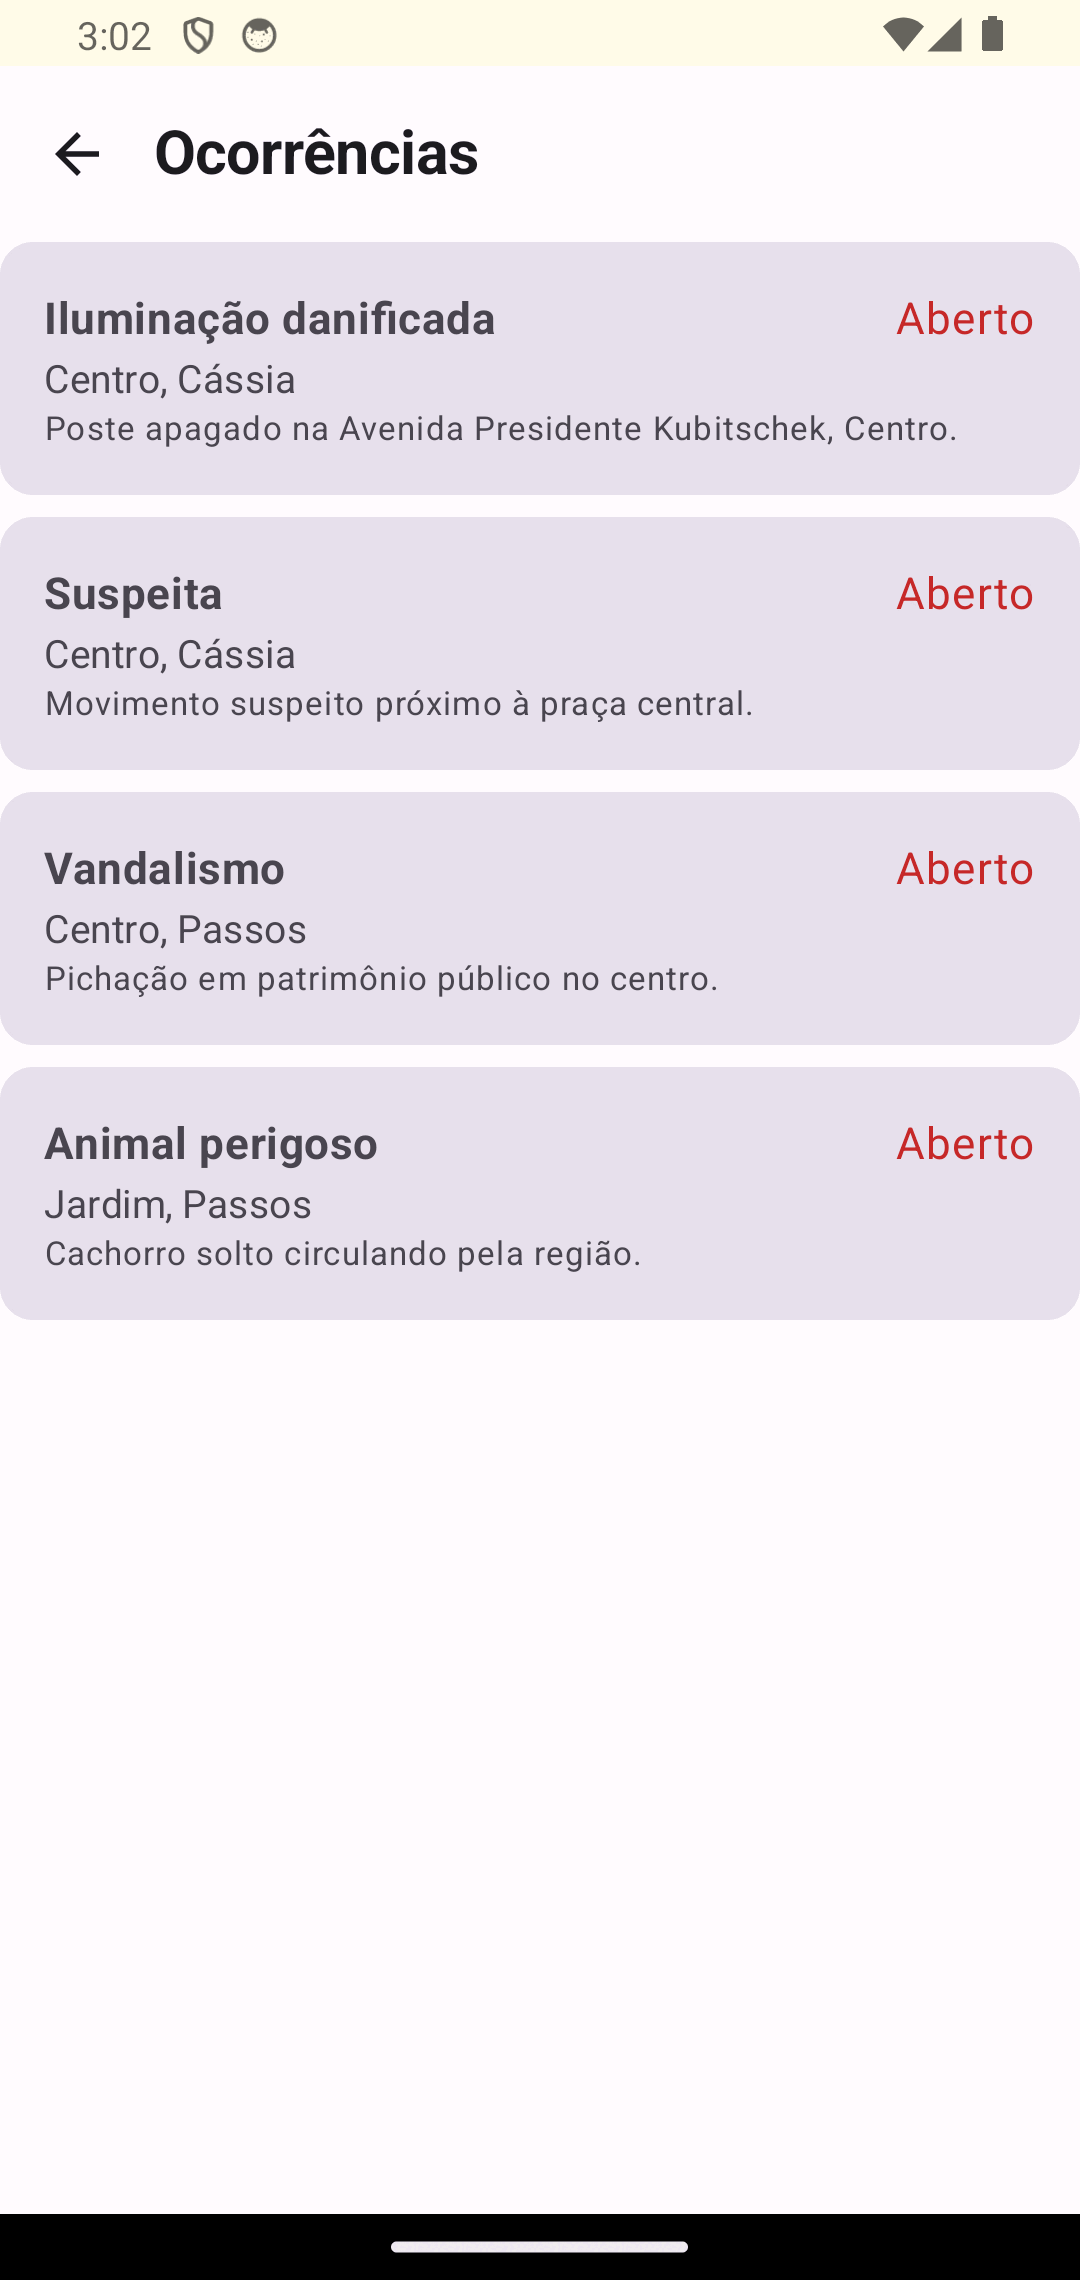 3:02
Ocorrências
Iluminação danificada
Aberto
Centro, Cássia
Poste apagado na Avenida Presidente Kubitschek, Centro.
Suspeita
Aberto
Centro, Cássia
Movimento suspeito próximo à praça central.
Vandalismo
Aberto
Centro, Passos
Pichação em patrimônio público no centro.
Animal perigoso
Aberto
Jardim, Passos
Cachorro solto circulando pela região.